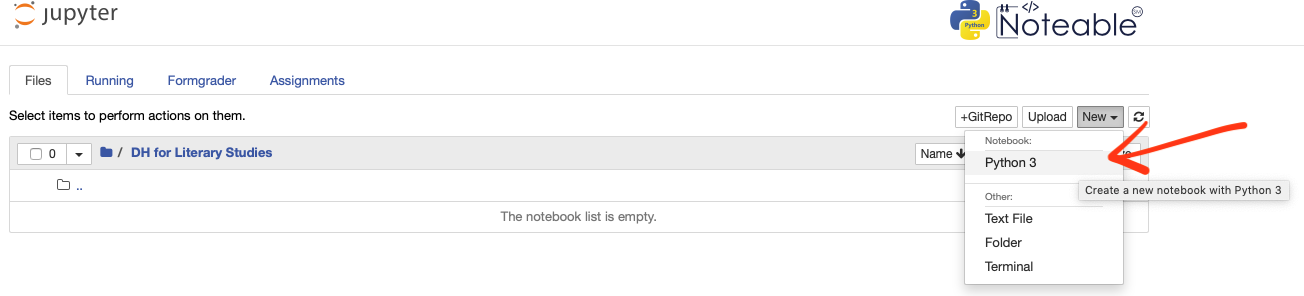 jupyter
3
Python
</>
Noteable
SM
Files Running Formgrader Assignments
Select items to perform actions on them.
+GitRepo Upload New
0 / DH for Literary Studies Name
Notebook:
Python 3
Create a new notebook with Python 3
..
Other:
The notebook list is empty.
Text File
Folder
Terminal